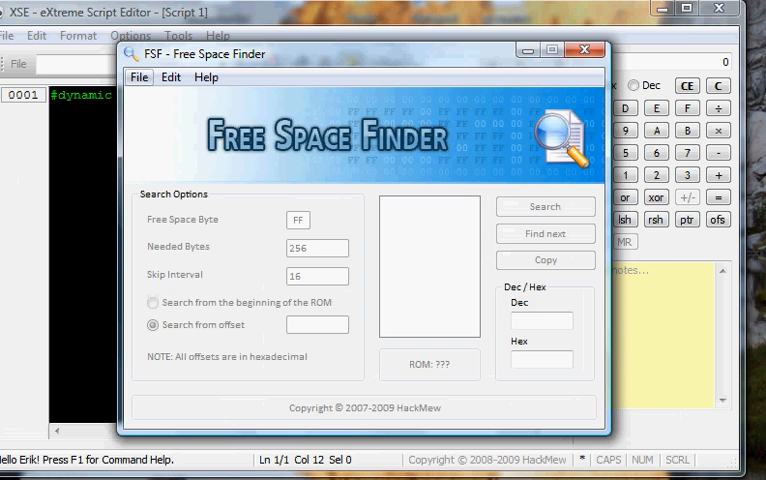 XSE - eXtreme Script Editor - [Script 1]
File Edit Format Options Tools Help
File
0001 #dynamic
FSF - Free Space Finder
File Edit Help
FREE SPACE FINDER
Search Options
Free Space Byte FF
Needed Bytes 256
Skip Interval 16
Search from the beginning of the ROM
Search from offset
NOTE: All offsets are in hexadecimal
Search
Find next
Copy
Dec / Hex
Dec
Hex
ROM: ???
Copyright © 2007-2009 HackMew
0
x Dec CE C
D E F ÷
9 A B ×
5 6 7 -
1 2 3 +
or xor +/- =
lsh rsh ptr ofs
MR
notes...
ello Erik! Press F1 for Command Help. Ln 1/1 Col 12 Sel 0 Copyright © 2008-2009 HackMew * CAPS NUM SCRL